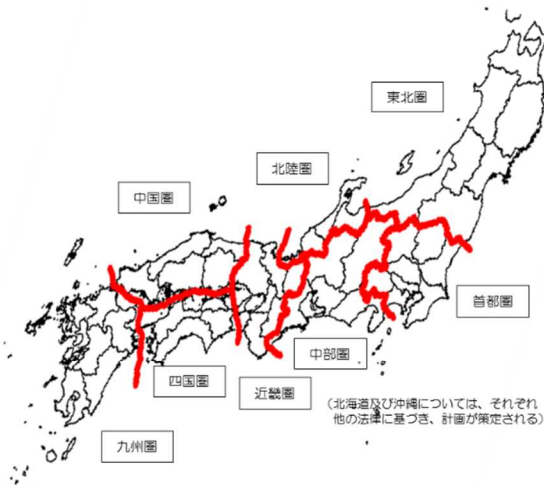 東北圏
北陸圏
中国圏
首都圏
中部圏
四国圏
近畿圏
(北海道及び沖縄については、それぞれ
他の法律に基づき、計画が策定される)
九州圏